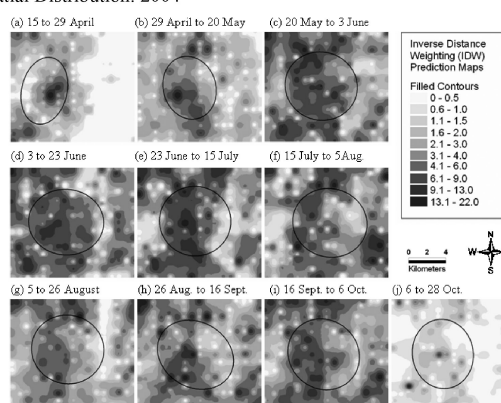 (a) 15 to 29 April
(b) 29 April to 20 May
(c) 20 May to 3 June
Inverse Distance
Weighting (IDW)
Prediction Maps
Filled Contours
0 - 0.5
0.6 - 1.0
1.1 - 1.5
1.6 - 2.0
2.1 - 3.0
3.1 - 4.0
4.1 - 6.0
6.1 - 9.0
9.1 - 13.0
13.1 - 22.0
(d) 3 to 23 June
(e) 23 June to 15 July
(f) 15 July to 5Aug.
0 2 4
Kilometers
N
W E
S
(g) 5 to 26 August
(h) 26 Aug. to 16 Sept.
(i) 16 Sept. to 6 Oct.
(j) 6 to 28 Oct.